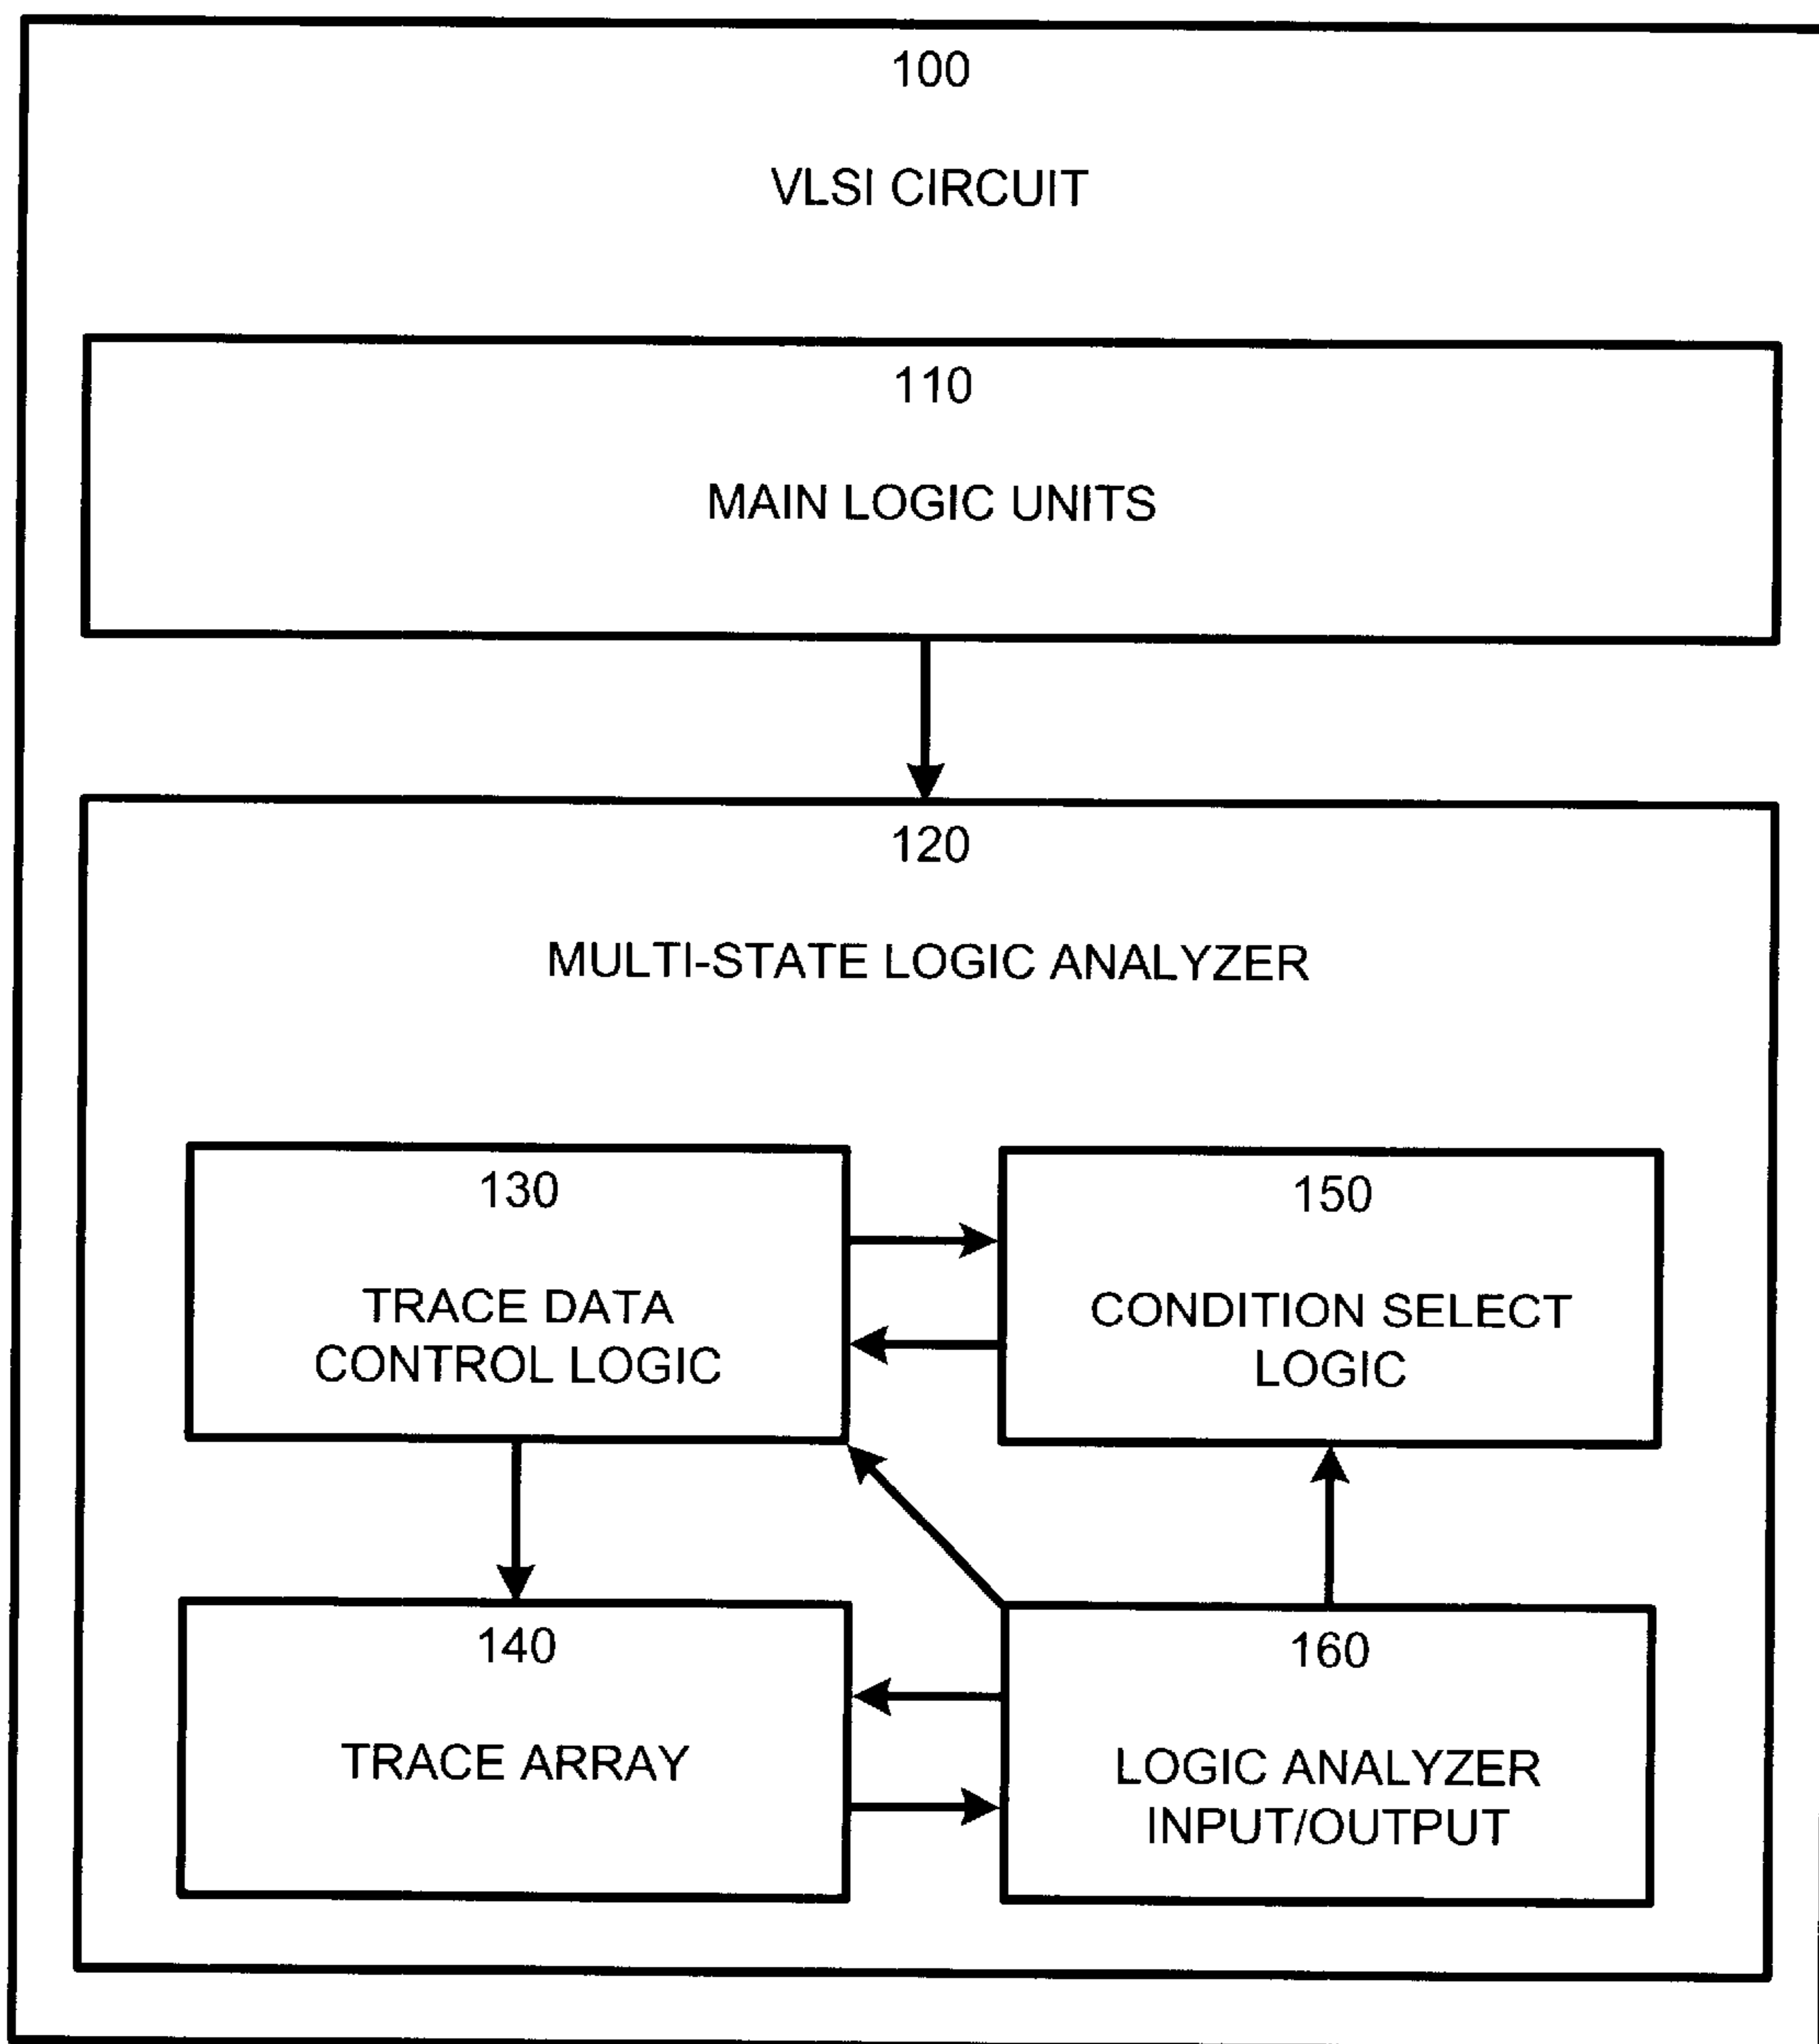 100
VLSI CIRCUIT
110
MAIN LOGIC UNITS
120
MULTI-STATE LOGIC ANALYZER
130
TRACE DATA
CONTROL LOGIC
150
CONDITION SELECT
LOGIC
140
TRACE ARRAY
160
LOGIC ANALYZER
INPUT/OUTPUT